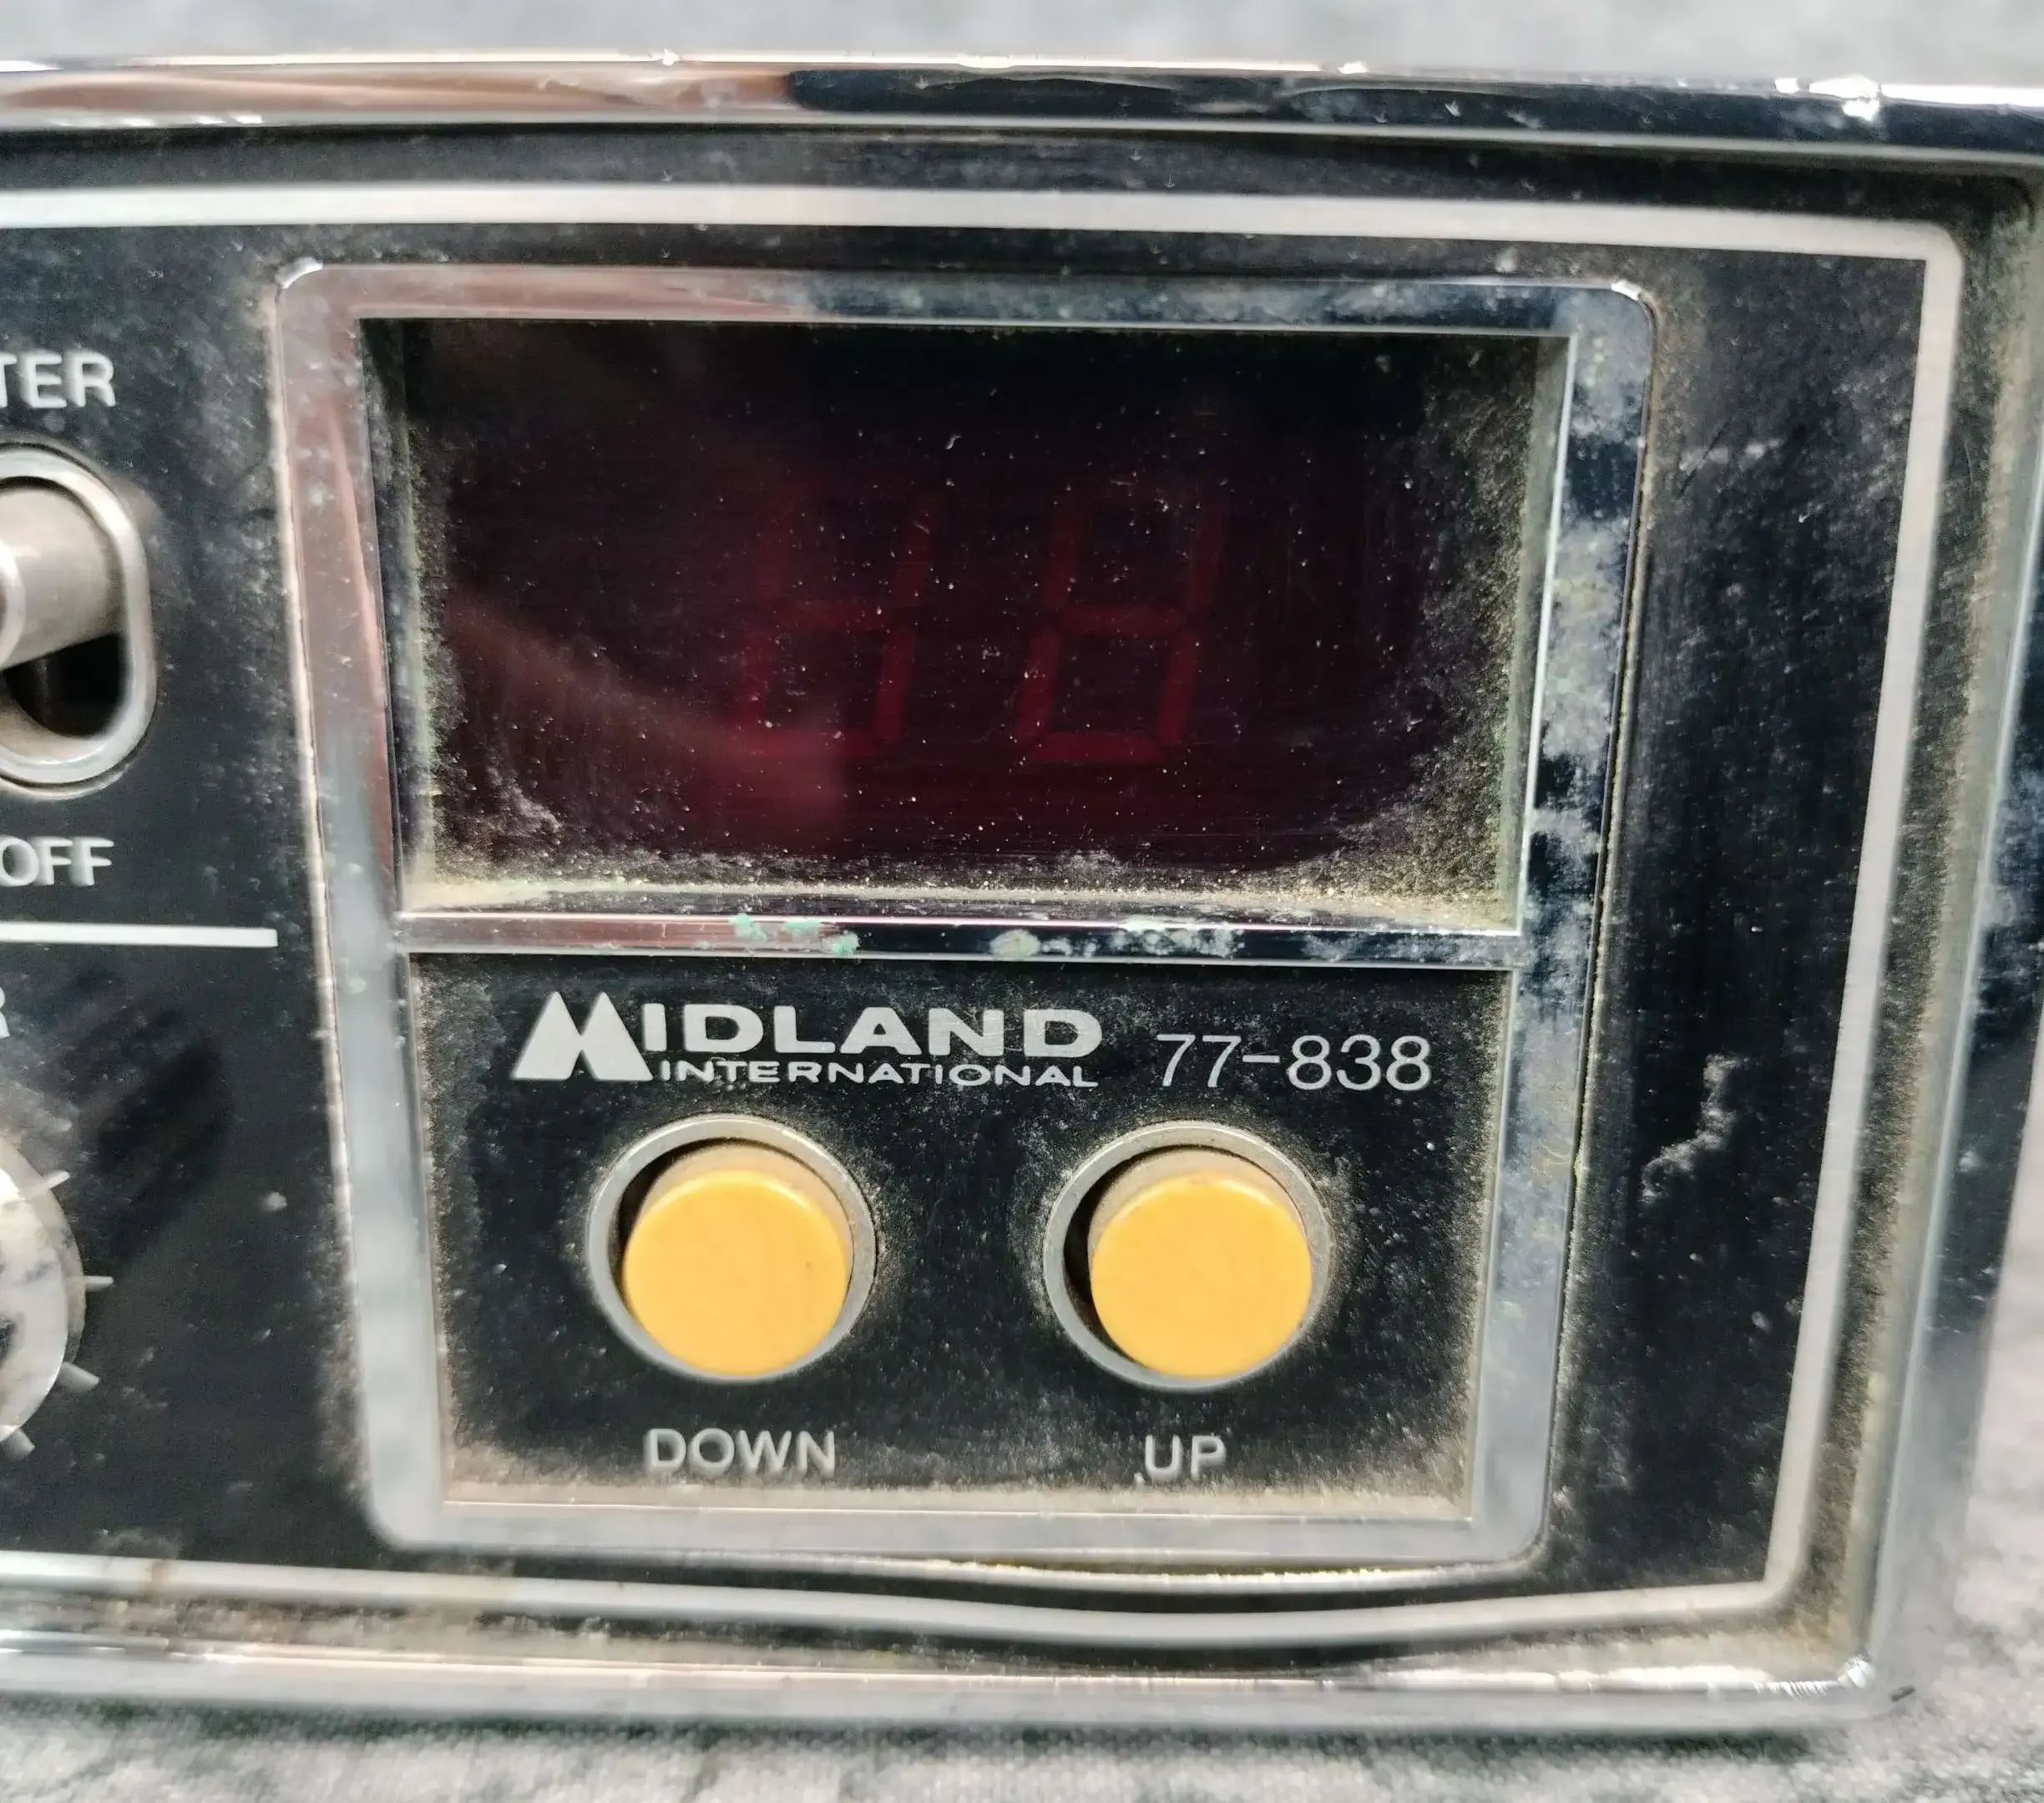 TER
OFF
R
MIDLAND
INTERNATIONAL
77-838
DOWN
UP